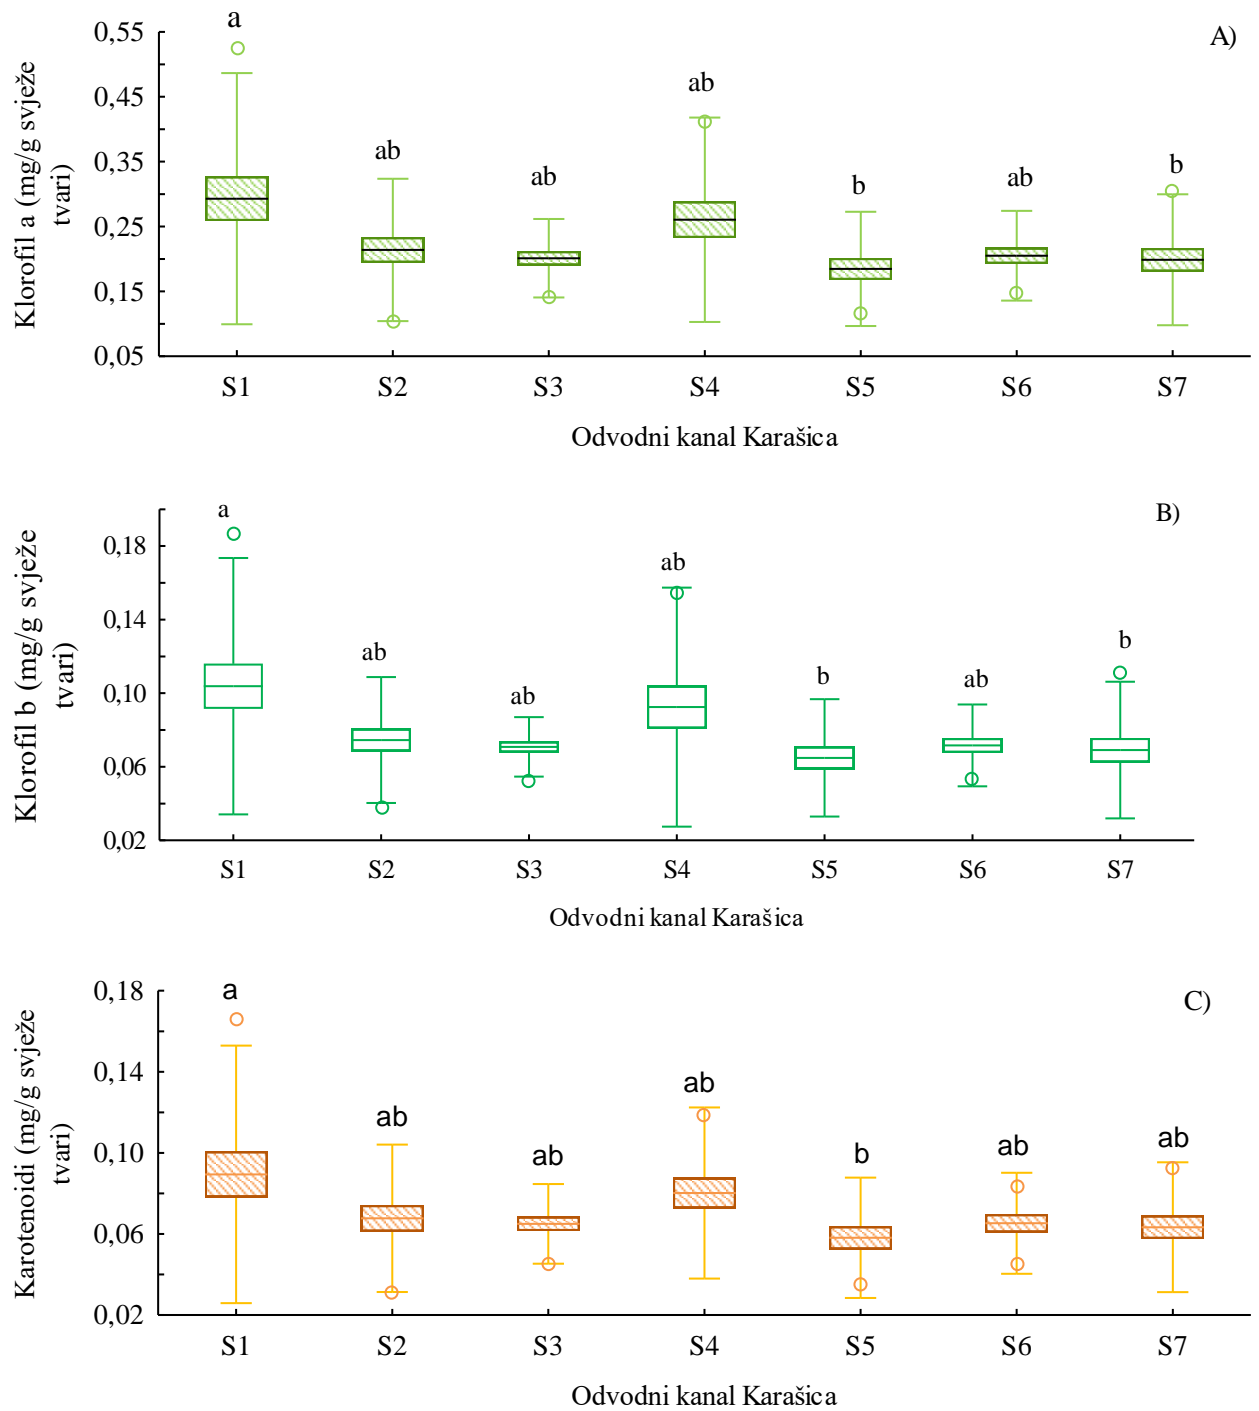 a
A)
0,55
0,45
0,35
0,25
0,15
0,05
Klorofil a (mg/g svježe
tvari)
ab
ab
ab
b
ab
b
S1 S2 S3 S4 S5 S6 S7
Odvodni kanal Karašica
a
B)
0,18
0,14
0,10
0,06
0,02
Klorofil b (mg/g svježe
tvari)
ab
ab
ab
b
ab
b
S1 S2 S3 S4 S5 S6 S7
Odvodni kanal Karašica
a
C)
0,18
0,14
0,10
0,06
0,02
Karotenoidi (mg/g svježe
tvari)
ab
ab
ab
b
ab
ab
S1 S2 S3 S4 S5 S6 S7
Odvodni kanal Karašica